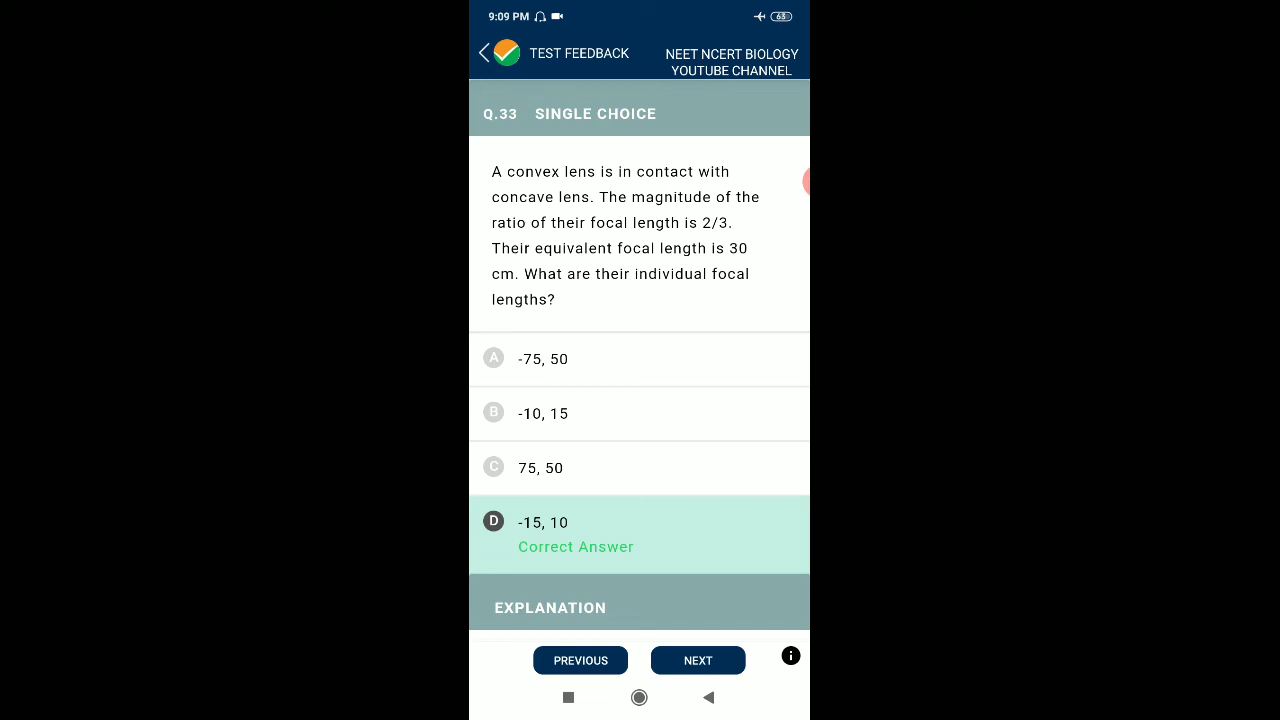 9:09 PM
63
TEST FEEDBACK
NEET NCERT BIOLOGY
YOUTUBE CHANNEL
Q.33 SINGLE CHOICE
A convex lens is in contact with
concave lens. The magnitude of the
ratio of their focal length is 2/3.
Their equivalent focal length is 30
cm. What are their individual focal
lengths?
A -75, 50
B -10, 15
C 75, 50
D -15, 10
Correct Answer
EXPLANATION
PREVIOUS
NEXT